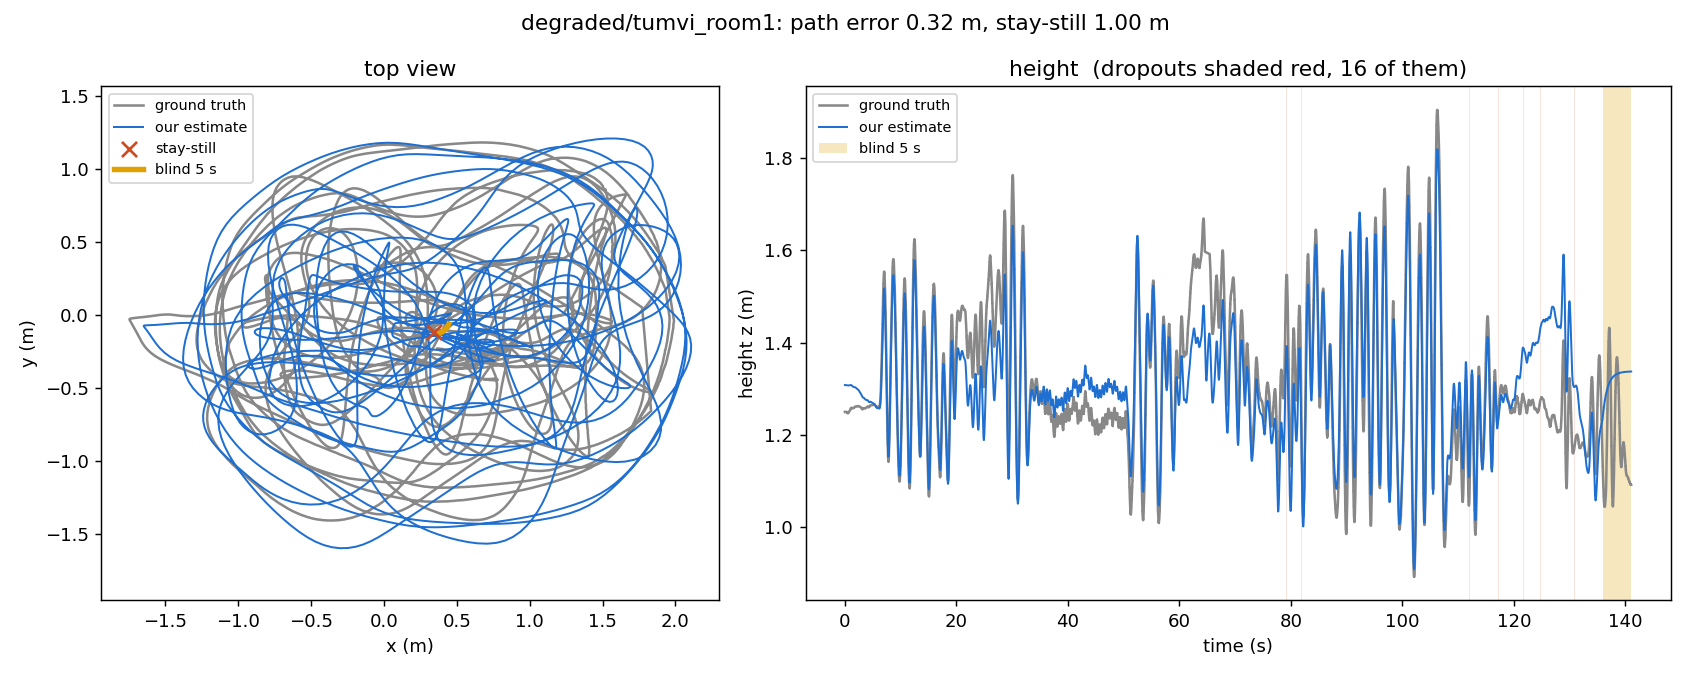 degraded/tumvi_room1: path error 0.32 m, stay-still 1.00 m
top view
ground truth
our estimate
stay-still
blind 5 s
1.5
1.0
0.5
0.0
−0.5
−1.0
−1.5
y (m)
−1.5
−1.0
−0.5
0.0
0.5
1.0
1.5
2.0
x (m)
height  (dropouts shaded red, 16 of them)
ground truth
our estimate
blind 5 s
1.8
1.6
1.4
1.2
1.0
height z (m)
0
20
40
60
80
100
120
140
time (s)